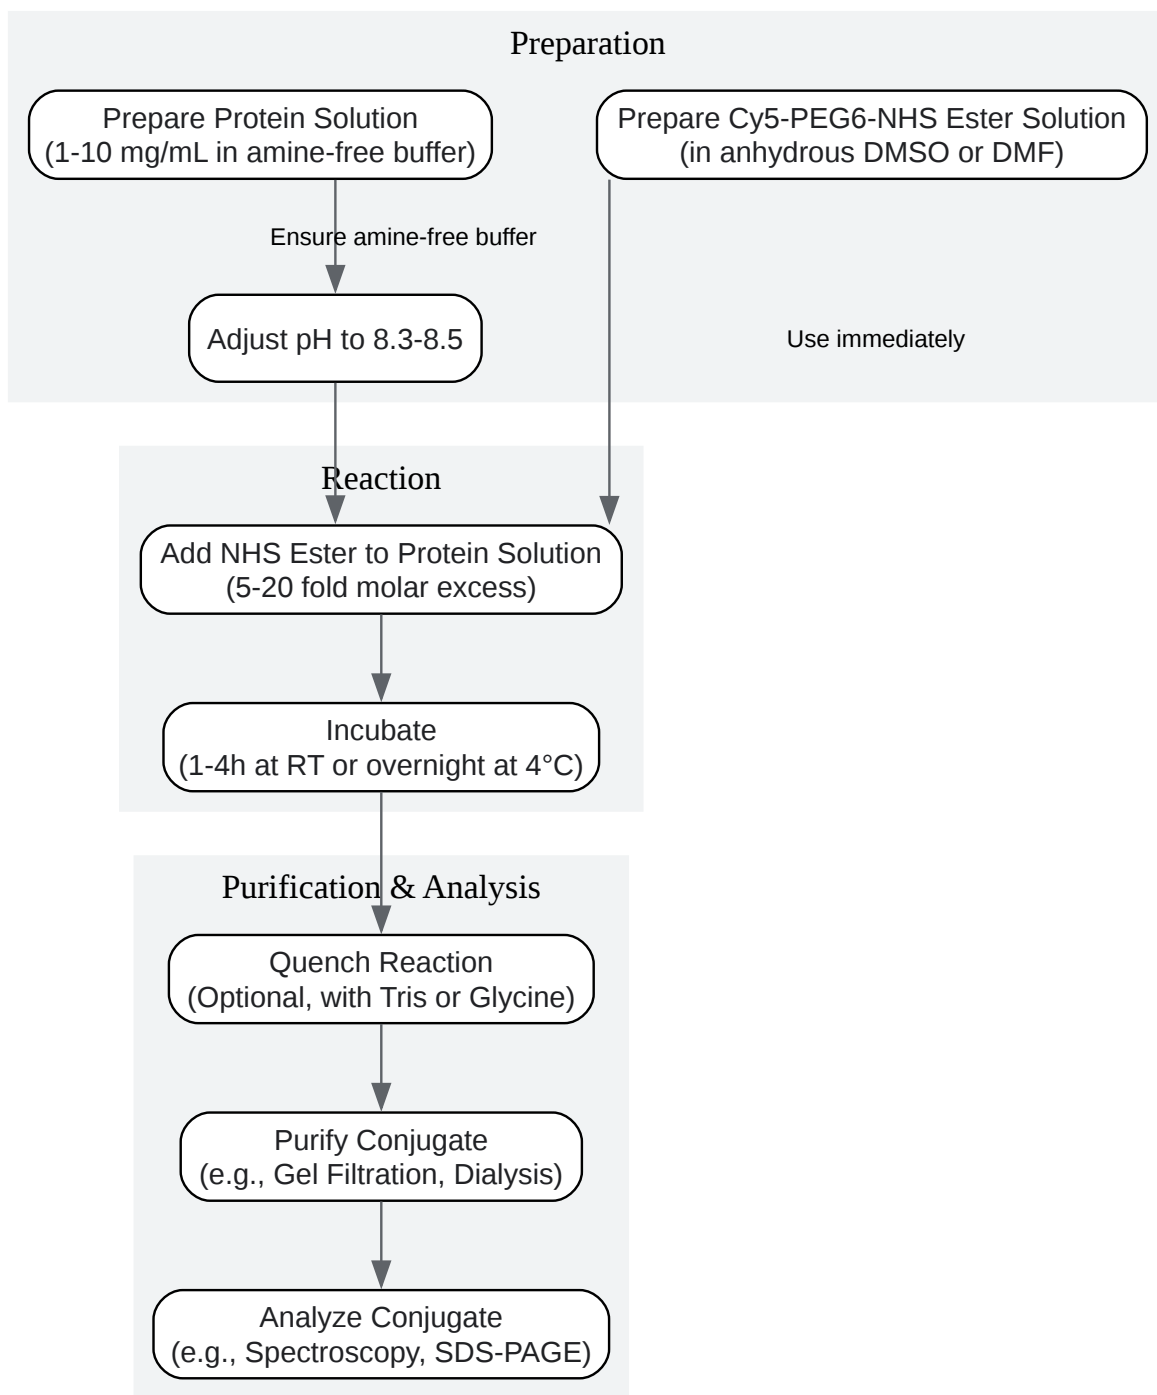 Preparation
Prepare Protein Solution
(1-10 mg/mL in amine-free buffer)
Prepare Cy5-PEG6-NHS Ester Solution
(in anhydrous DMSO or DMF)
Ensure amine-free buffer
Adjust pH to 8.3-8.5
Use immediately
Reaction
Add NHS Ester to Protein Solution
(5-20 fold molar excess)
Incubate
(1-4h at RT or overnight at 4°C)
Purification & Analysis
Quench Reaction
(Optional, with Tris or Glycine)
Purify Conjugate
(e.g., Gel Filtration, Dialysis)
Analyze Conjugate
(e.g., Spectroscopy, SDS-PAGE)